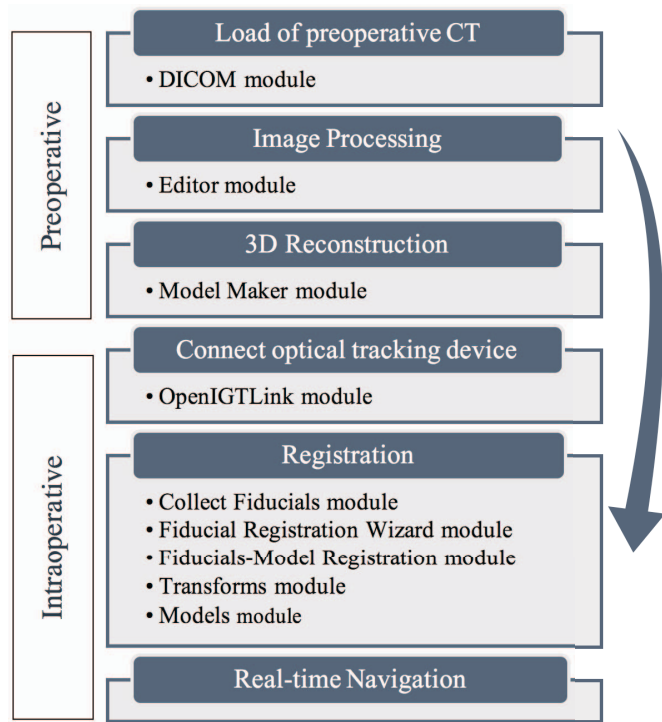 Preoperative
Load of preoperative CT
• DICOM module
Image Processing
• Editor module
3D Reconstruction
• Model Maker module
Intraoperative
Connect optical tracking device
• OpenIGTLink module
Registration
• Collect Fiducials module
• Fiducial Registration Wizard module
• Fiducials-Model Registration module
• Transforms module
• Models module
Real-time Navigation